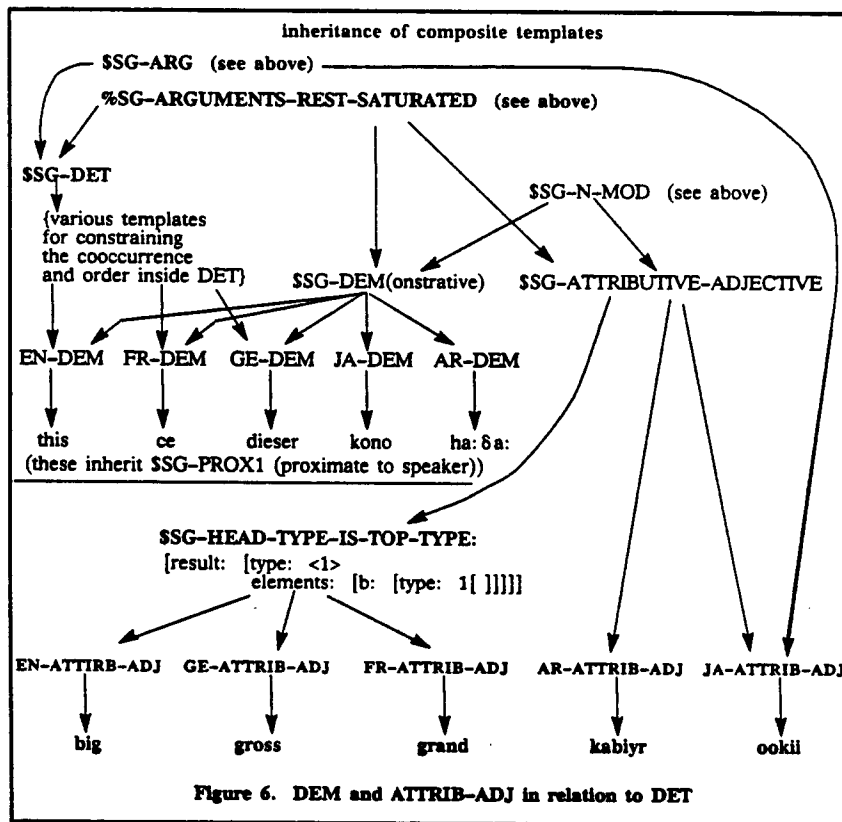 inheritance of composite templates
$SG-ARG (see above)
%SG-ARGUMENTS-REST-SATURATED (see above)
$SG-DET
$SG-N-MOD (see above)
{various templates
for constraining
the cooccurrence
and order inside DET}
$SG-DEM(onstrative) $SG-ATTRIBUTIVE-ADJECTIVE
EN-DEM FR-DEM GE-DEM JA-DEM AR-DEM
this ce dieser kono ha: δa:
(these inherit $SG-PROX1 (proximate to speaker))
$SG-HEAD-TYPE-IS-TOP-TYPE:
[result: [type: <1>
elements: [b: [type: 1[ ]]]]]
EN-ATTIRB-ADJ GE-ATTRIB-ADJ FR-ATTRIB-ADJ AR-ATTRIB-ADJ JA-ATTRIB-ADJ
big gross grand kabiyr ookii
Figure 6. DEM and ATTRIB-ADJ in relation to DET